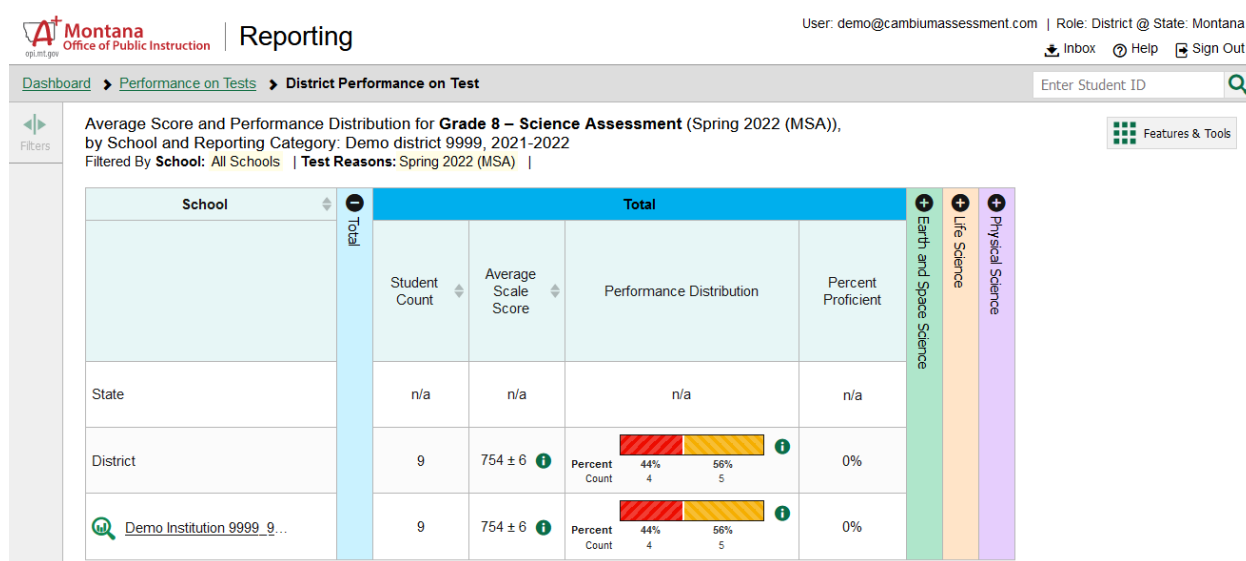 User: demo@cambiumassessment.com | Role: District @ State: Montana
Montana
Office of Public Instruction
opi.mt.gov
Reporting
Inbox Help Sign Out
Dashboard Performance on Tests District Performance on Test
Enter Student ID
Filters
Average Score and Performance Distribution for Grade 8 – Science Assessment (Spring 2022 (MSA)),
by School and Reporting Category: Demo district 9999, 2021-2022
Filtered By School: All Schools | Test Reasons: Spring 2022 (MSA) |
Features & Tools
School
Total
Total
Student
Count
Average
Scale
Score
Performance Distribution
Percent
Proficient
Earth and Space Science
Life Science
Physical Science
State n/a n/a n/a n/a
District 9 754 ± 6 0%
Percent 44% 56%
Count 4 5
Demo Institution 9999_9... 9 754 ± 6 0%
Percent 44% 56%
Count 4 5